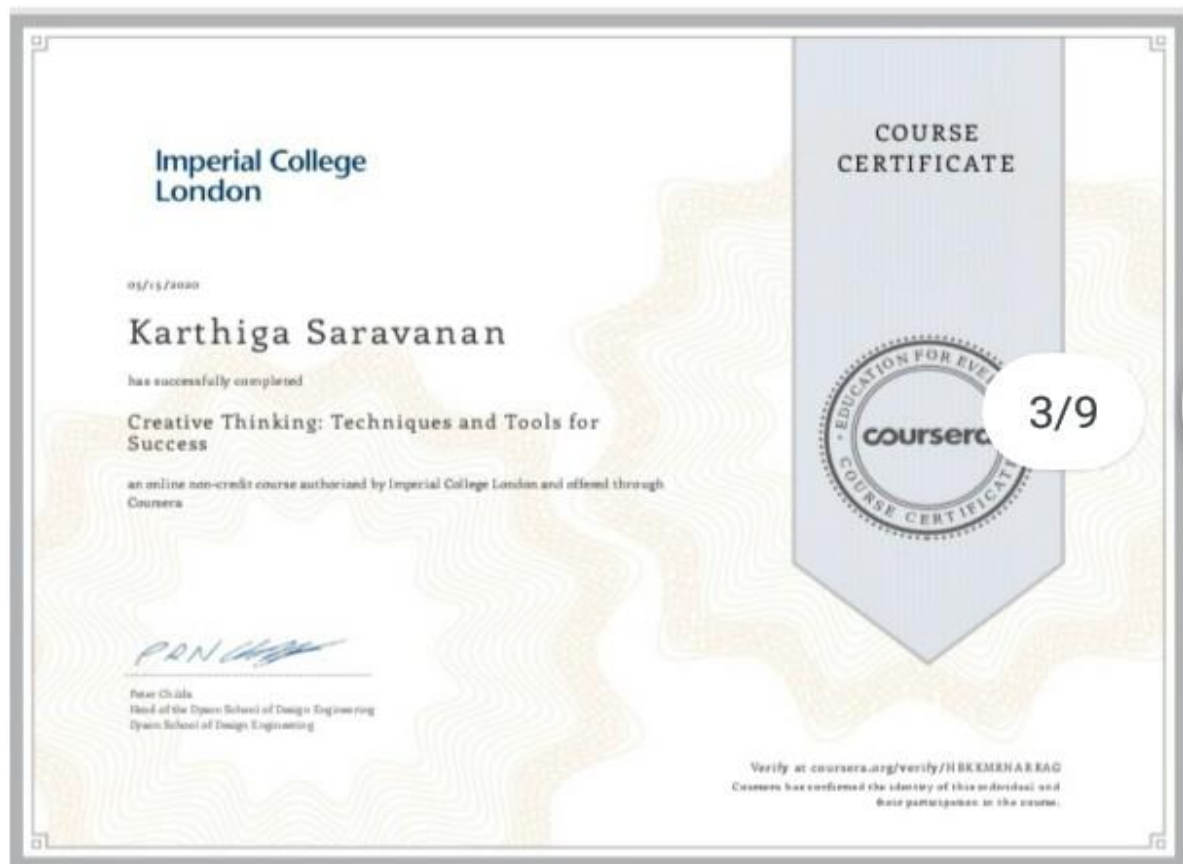 Imperial College
London
05/15/2020
Karthiga Saravanan
has successfully completed
Creative Thinking: Techniques and Tools for
Success
an online non-credit course authorized by Imperial College London and offered through
Coursera
Peter Childs
Head of the Dyson School of Design Engineering
Dyson School of Design Engineering
COURSE
CERTIFICATE
EDUCATION FOR
coursera
COURSE
3/9
Verify at coursera.org/verify/
Coursera has confirmed the identity of this individual and
their participation in the course.